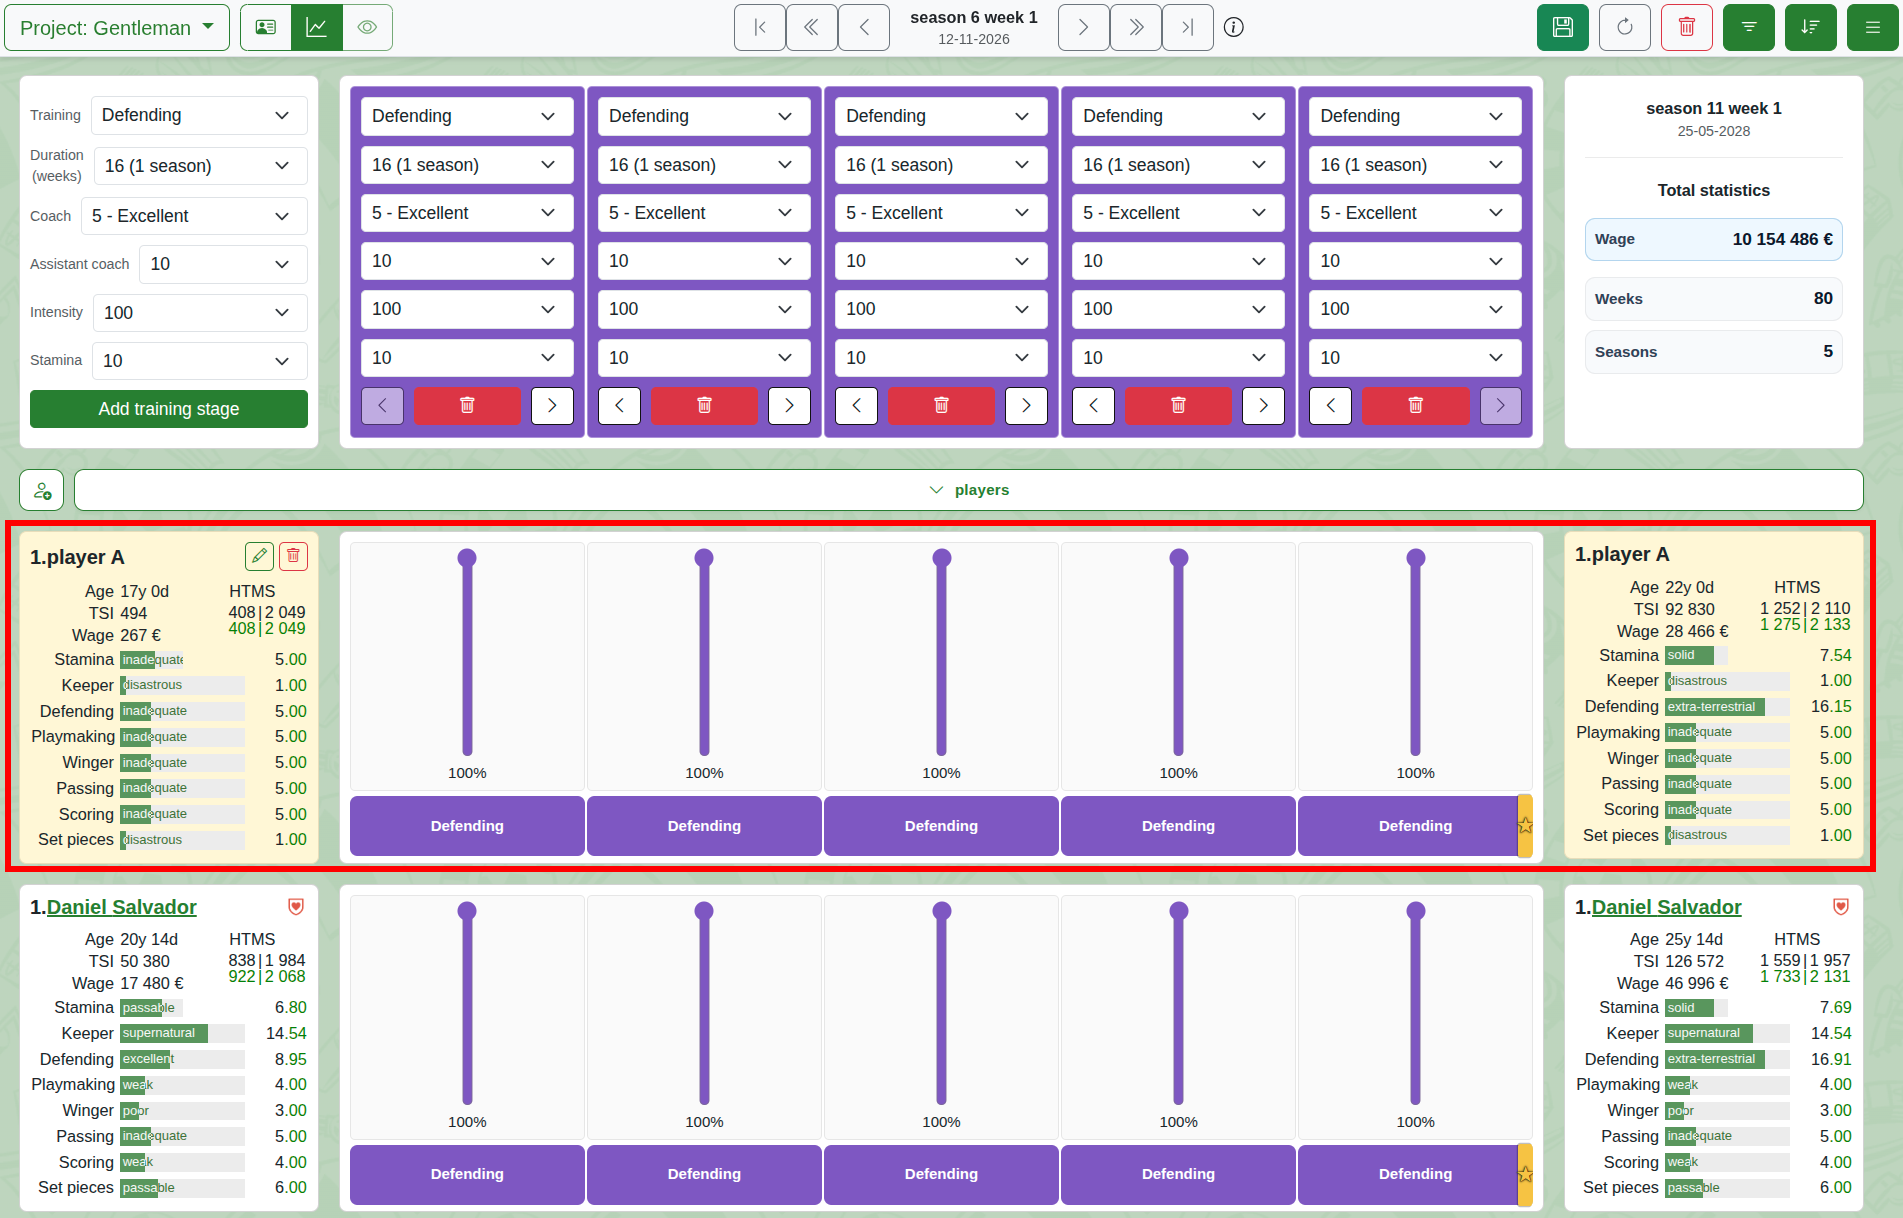 Project: Gentleman
season 6 week 1
12-11-2026
Training Defending
Duration (weeks) 16 (1 season)
Coach 5 - Excellent
Assistant coach 10
Intensity 100
Stamina 10
Add training stage
Defending Defending Defending Defending Defending
16 (1 season) 16 (1 season) 16 (1 season) 16 (1 season) 16 (1 season)
5 - Excellent 5 - Excellent 5 - Excellent 5 - Excellent 5 - Excellent
10 10 10 10 10
100 100 100 100 100
10 10 10 10 10
season 11 week 1
25-05-2028
Total statistics
Wage 10 154 486 €
Weeks 80
Seasons 5
players
1.player A
Age 17y 0d HTMS
TSI 494 408|2 049
Wage 267 € 408|2 049
Stamina inadequate 5.00
Keeper disastrous 1.00
Defending inadequate 5.00
Playmaking inadequate 5.00
Winger inadequate 5.00
Passing inadequate 5.00
Scoring inadequate 5.00
Set pieces disastrous 1.00
100% 100% 100% 100% 100%
Defending Defending Defending Defending Defending
1.player A
Age 22y 0d HTMS
TSI 92 830 1 252|2 110
Wage 28 466 € 1 275|2 133
Stamina solid 7.54
Keeper disastrous 1.00
Defending extra-terrestrial 16.15
Playmaking inadequate 5.00
Winger inadequate 5.00
Passing inadequate 5.00
Scoring inadequate 5.00
Set pieces disastrous 1.00
1.Daniel Salvador
Age 20y 14d HTMS
TSI 50 380 838|1 984
Wage 17 480 € 922|2 068
Stamina passable 6.80
Keeper supernatural 14.54
Defending excellent 8.95
Playmaking weak 4.00
Winger poor 3.00
Passing inadequate 5.00
Scoring weak 4.00
Set pieces passable 6.00
100% 100% 100% 100% 100%
Defending Defending Defending Defending Defending
1.Daniel Salvador
Age 25y 14d HTMS
TSI 126 572 1 559|1 957
Wage 46 996 € 1 733|2 131
Stamina solid 7.69
Keeper supernatural 14.54
Defending extra-terrestrial 16.91
Playmaking weak 4.00
Winger poor 3.00
Passing inadequate 5.00
Scoring weak 4.00
Set pieces passable 6.00